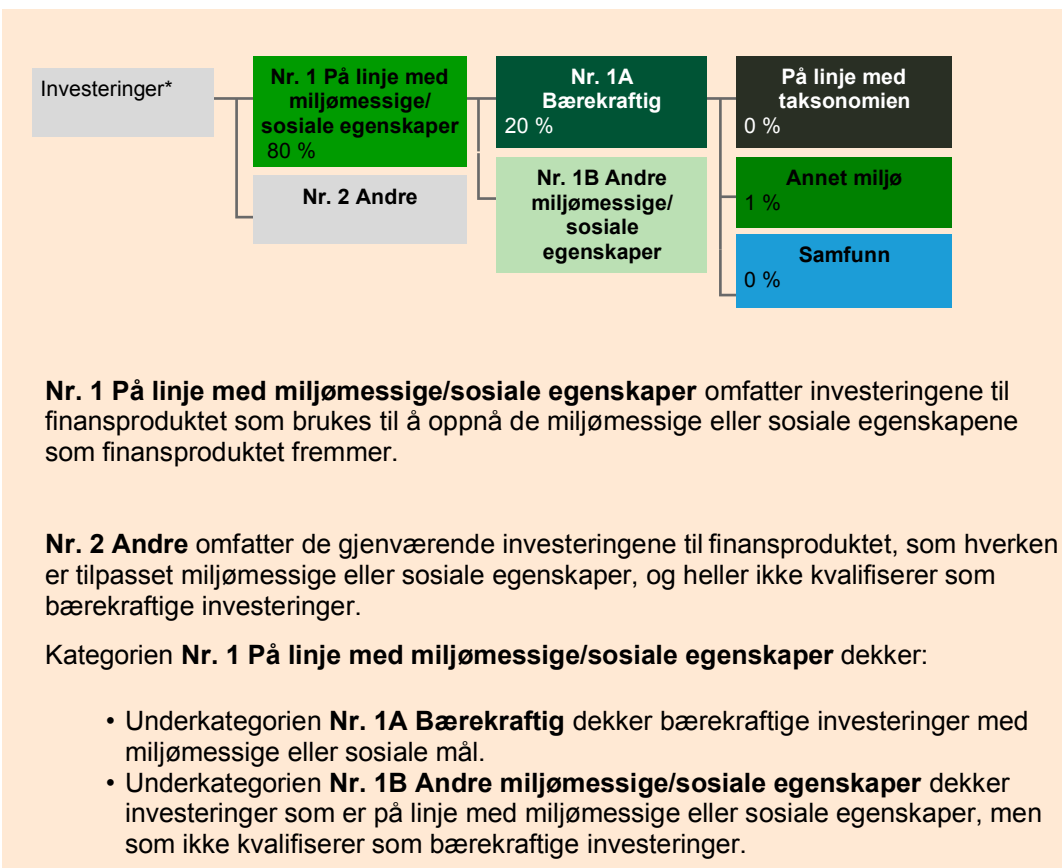 Investeringer*
Nr. 1 På linje med
miljømessige/
sosiale egenskaper
80 %
Nr. 2 Andre
Nr. 1A
Bærekraftig
20 %
Nr. 1B Andre
miljømessige/
sosiale
egenskaper
På linje med
taksonomien
0 %
Annet miljø
1 %
Samfunn
0 %
Nr. 1 På linje med miljømessige/sosiale egenskaper omfatter investeringene til
finansproduktet som brukes til å oppnå de miljømessige eller sosiale egenskapene
som finansproduktet fremmer.
Nr. 2 Andre omfatter de gjenværende investeringene til finansproduktet, som hverken
er tilpasset miljømessige eller sosiale egenskaper, og heller ikke kvalifiserer som
bærekraftige investeringer.
Kategorien Nr. 1 På linje med miljømessige/sosiale egenskaper dekker:
• Underkategorien Nr. 1A Bærekraftig dekker bærekraftige investeringer med
miljømessige eller sosiale mål.
• Underkategorien Nr. 1B Andre miljømessige/sosiale egenskaper dekker
investeringer som er på linje med miljømessige eller sosiale egenskaper, men
som ikke kvalifiserer som bærekraftige investeringer.